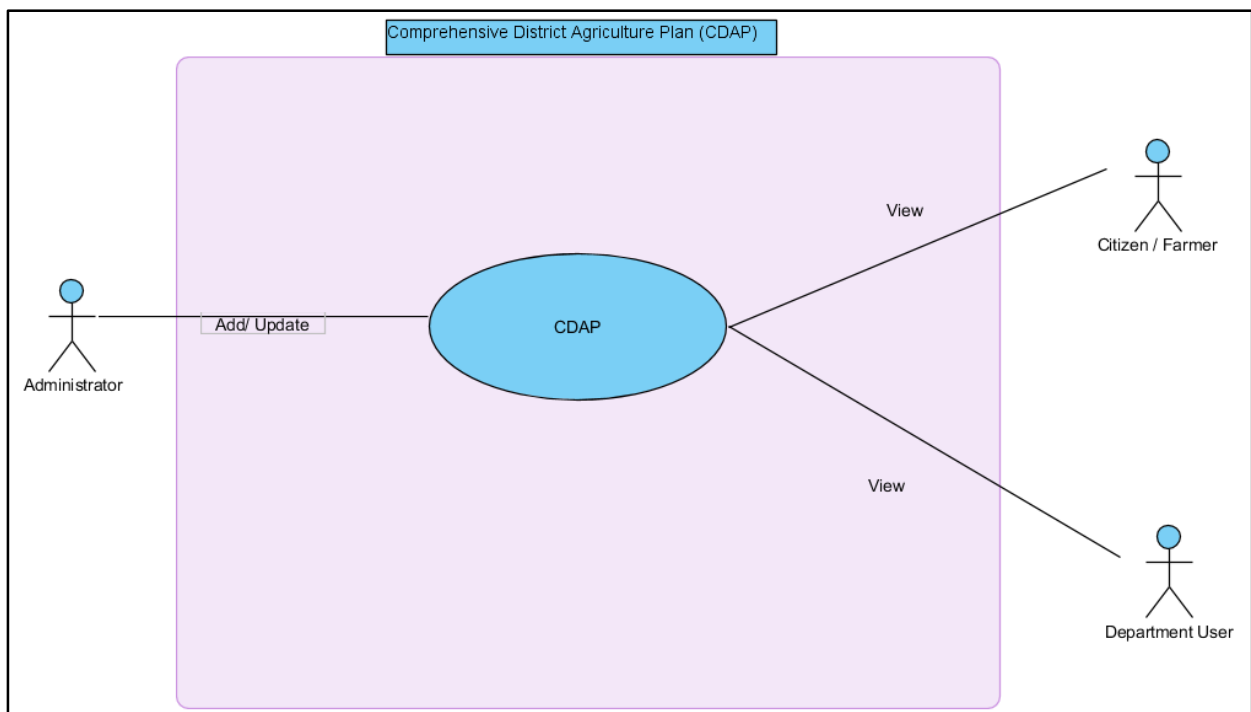 Comprehensive District Agriculture Plan (CDAP)
View
Citizen / Farmer
Add/ Update
CDAP
Administrator
View
Department User